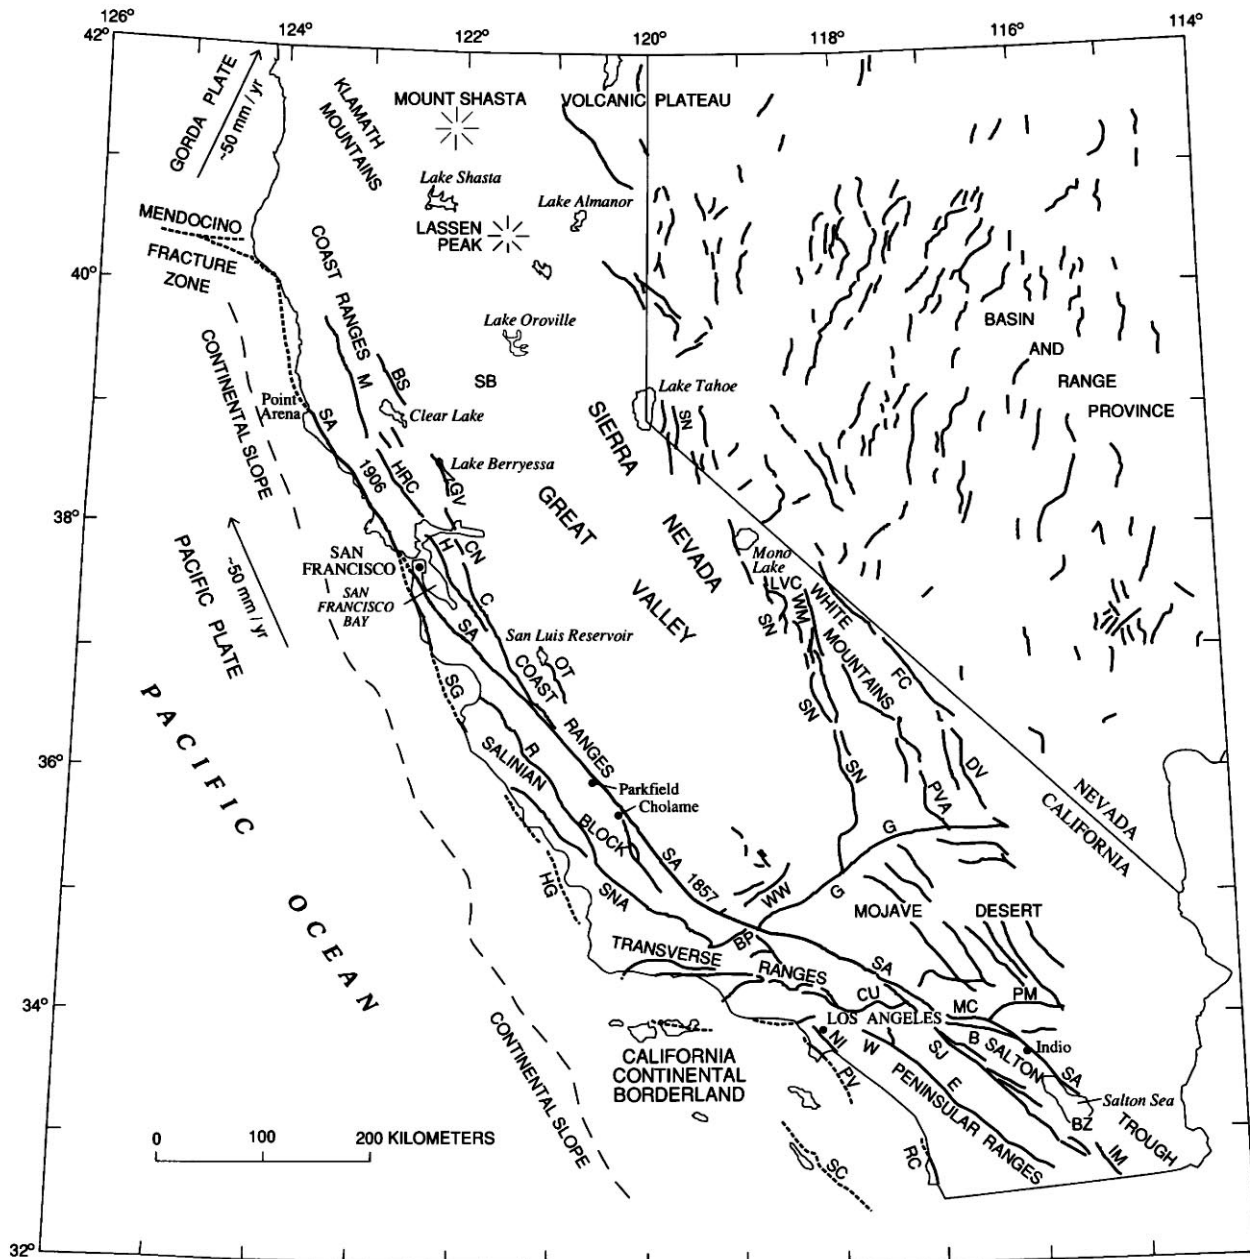 126°
124°
122°
120°
118°
116°
114°
42°
GORDA PLATE
~50 mm / yr
KLAMATH
MOUNTAINS
MOUNT SHASTA
VOLCANIC PLATEAU
Lake Shasta
Lake Almanor
LASSEN
PEAK
MENDOCINO
FRACTURE
ZONE
40°
COAST RANGES
M
BS
Lake Oroville
SB
BASIN
AND
RANGE
PROVINCE
CONTINENTAL SLOPE
Point
Arena
SA
Clear Lake
Lake Tahoe
SN
1906
HRC
Lake Berryessa
GV
SIERRA
NEVADA
GREAT
VALLEY
38°
PACIFIC PLATE
~50 mm / yr
SAN
FRANCISCO
SAN
FRANCISCO
BAY
H
CN
C
SA
Mono
Lake
LVC
WM
WHITE
MOUNTAINS
SN
FC
San Luis Reservoir
OT
COAST
RANGES
SG
R
SALINIAN
BLOCK
SN
SN
DV
PVA
NEVADA
CALIFORNIA
36°
PACIFIC
OCEAN
Parkfield
Cholame
SA
1857
G
G
HG
SNA
WW
MOJAVE
DESERT
BP
TRANSVERSE
RANGES
SA
CU
MC
PM
34°
LOS ANGELES
NI
W
SJ
B
SALTON
Indio
SA
E
PV
CALIFORNIA
CONTINENTAL
BORDERLAND
PENINSULAR RANGES
Salton Sea
BZ
TROUGH
IM
CONTINENTAL SLOPE
SC
RC
0
100
200 KILOMETERS
32°